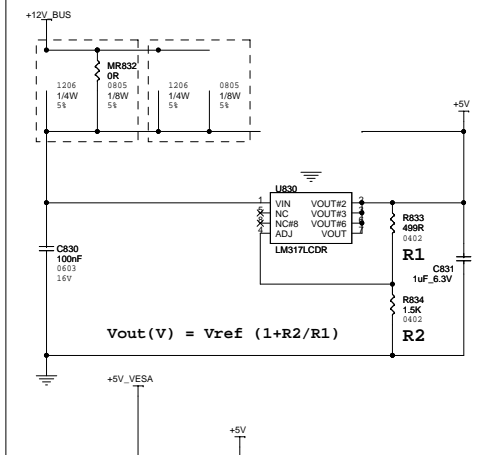 +12V_BUS
MR832
0R
1206
1/4W
5%
0805
1/8W
5%
1206
1/4W
5%
0805
1/8W
5%
+5V
U830
1
VIN
VOUT#2
2
NC
VOUT#3
NC#8
VOUT#6
4
ADJ
VOUT
LM317LCDR
R833
499R
0402
R1
C830
100nF
0603
16V
C831
1uF_6.3V
R834
1.5K
0402
R2
Vout(V) = Vref (1+R2/R1)
+5V_VESA
+5V